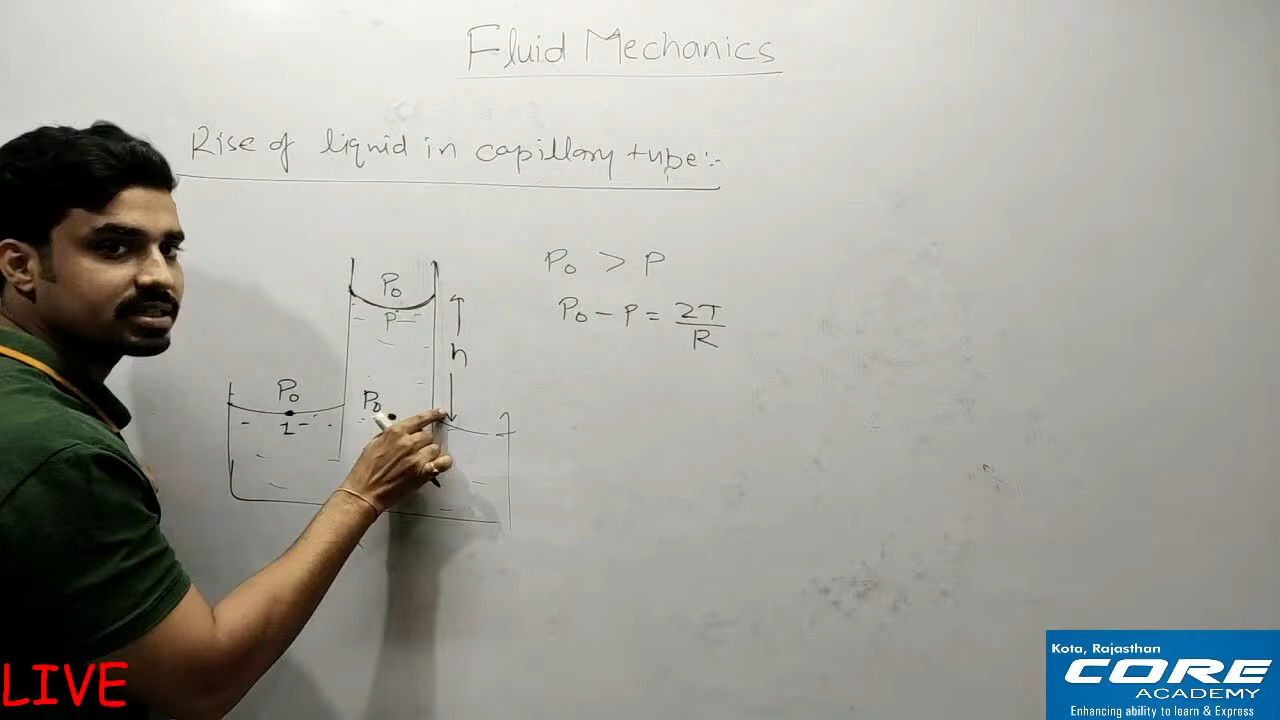 Fluid Mechanics
Rise of liquid in capillary tube:-
P₀ > P
P₀ - P = 2T/R
P₀
P
h
P₀
1
P₀
LIVE
Kota, Rajasthan
CORE
ACADEMY
Enhancing ability to learn & Express